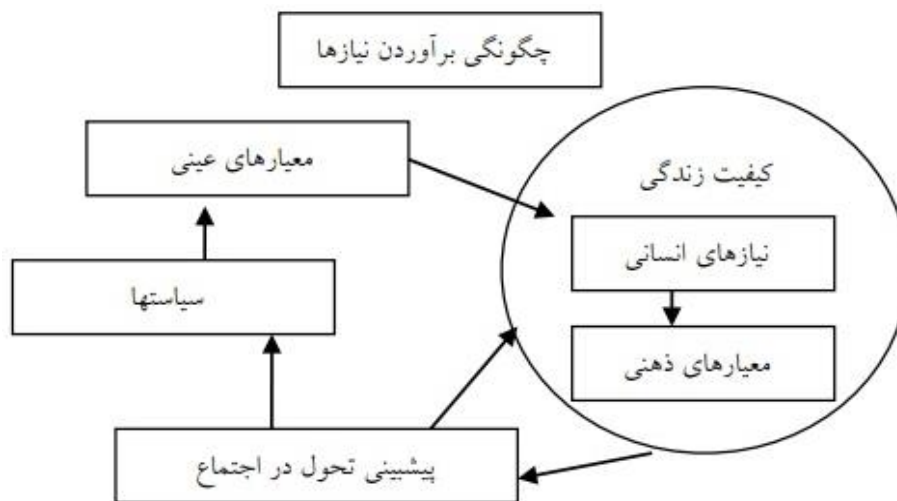 چگونگی برآوردن نیازها
معیارهای عینی
کیفیت زندگی
نیازهای انسانی
سیاستها
معیارهای ذهنی
پیشبینی تحول در اجتماع